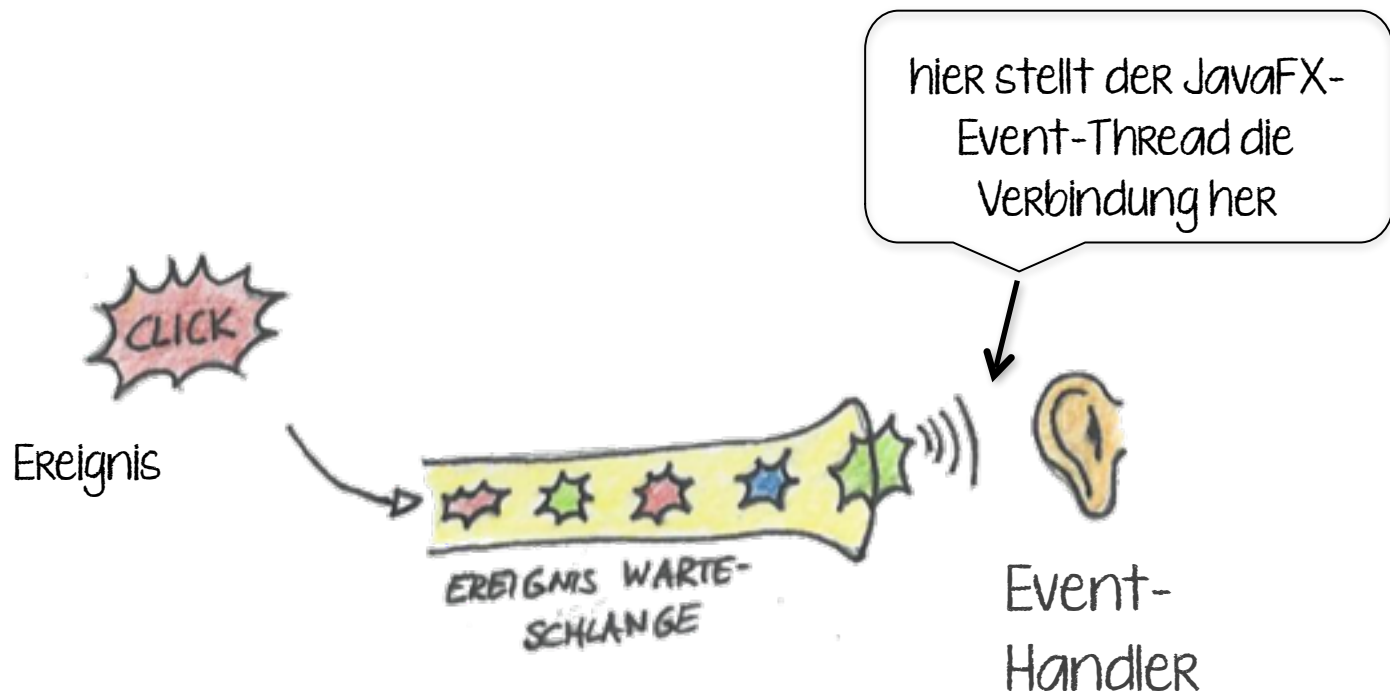 hier stellt der JavaFX-
Event-Thread die
Verbindung her
CLICK
Ereignis
EREIGNIS WARTE-
SCHLANGE
Event-
Handler